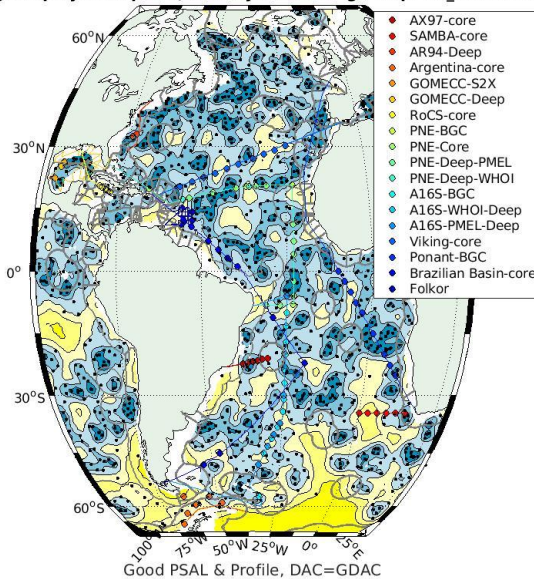 60°N
30°N
0°
30°S
60°S
100°
75°W
50°W
25°W
0°
25°E
AX97-core
SAMBA-core
AR94-Deep
Argentina-core
GOMECC-S2X
GOMECC-Deep
RoCS-core
PNE-BGC
PNE-Core
PNE-Deep-PMEL
PNE-Deep-WHOI
A16S-BGC
A16S-WHOI-Deep
A16S-PMEL-Deep
Viking-core
Ponant-BGC
Brazilian Basin-core
Folkor
Good PSAL & Profile, DAC=GDAC